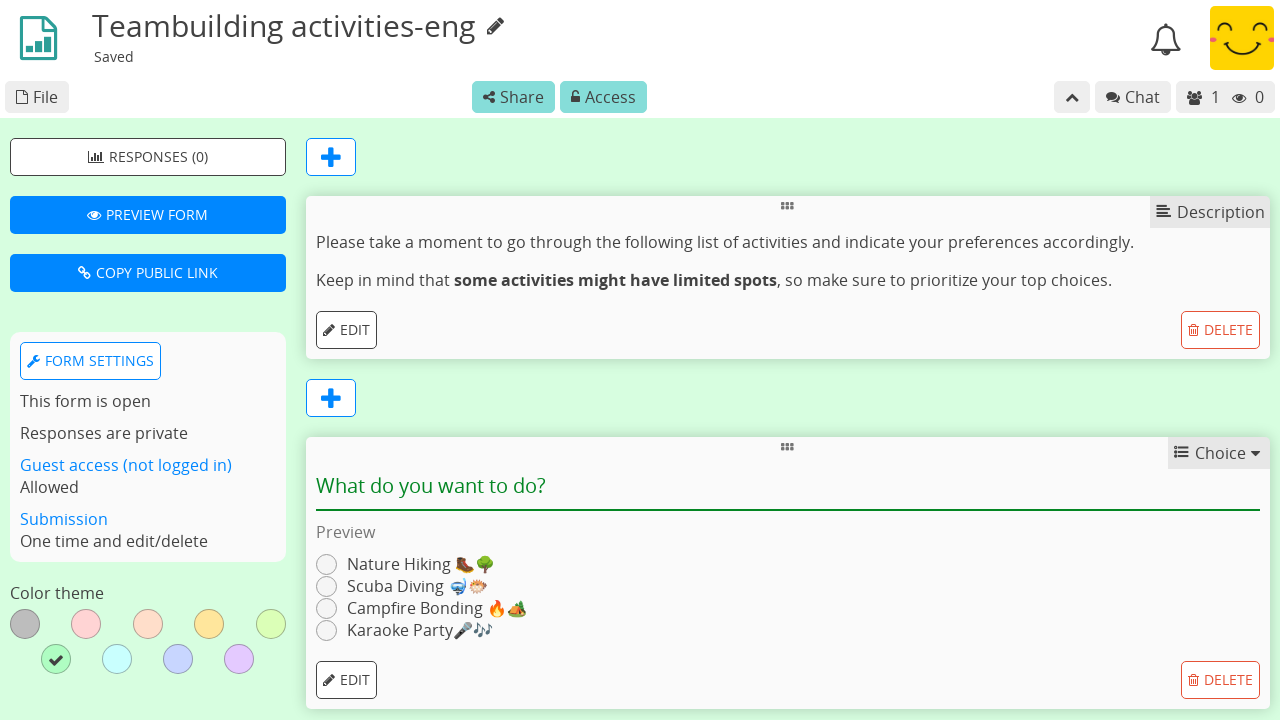 Teambuilding activities-eng
Saved
File
Share
Access
Chat
1
0
RESPONSES (0)
PREVIEW FORM
COPY PUBLIC LINK
FORM SETTINGS
This form is open
Responses are private
Guest access (not logged in)
Allowed
Submission
One time and edit/delete
Color theme
Description
Please take a moment to go through the following list of activities and indicate your preferences accordingly.
Keep in mind that some activities might have limited spots, so make sure to prioritize your top choices.
EDIT
DELETE
Choice
What do you want to do?
Preview
Nature Hiking 🥾🌳
Scuba Diving 🤿🐡
Campfire Bonding 🔥🏕️
Karaoke Party🎤🎶
EDIT
DELETE